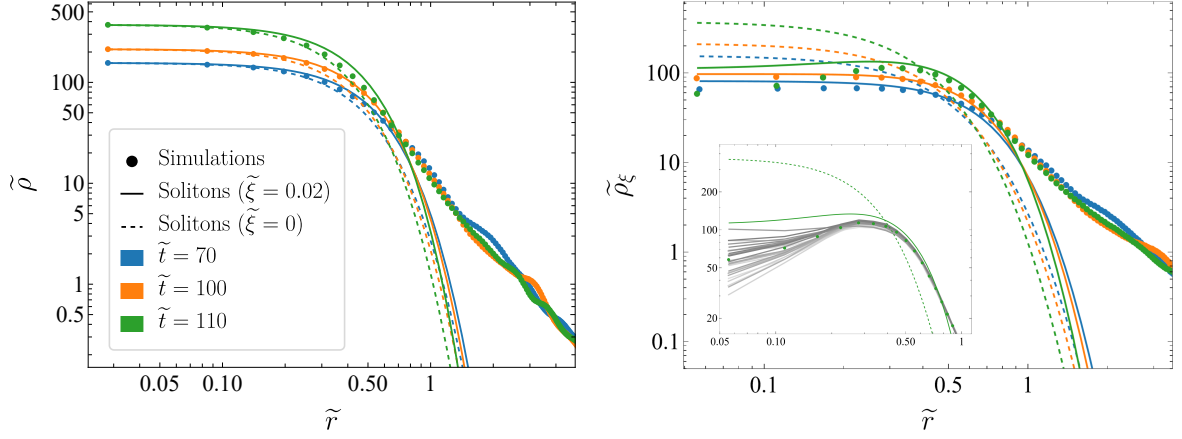 500
100
50
10
5
1
0.5
ρ̃
Simulations
Solitons (ξ̃ = 0.02)
Solitons (ξ̃ = 0)
t̃ = 70
t̃ = 100
t̃ = 110
0.05 0.10 0.50 1
r̃
100
10
1
0.1
ρ̃ξ
200
100
50
20
0.05 0.10 0.50 1
0.1 0.5 1
r̃